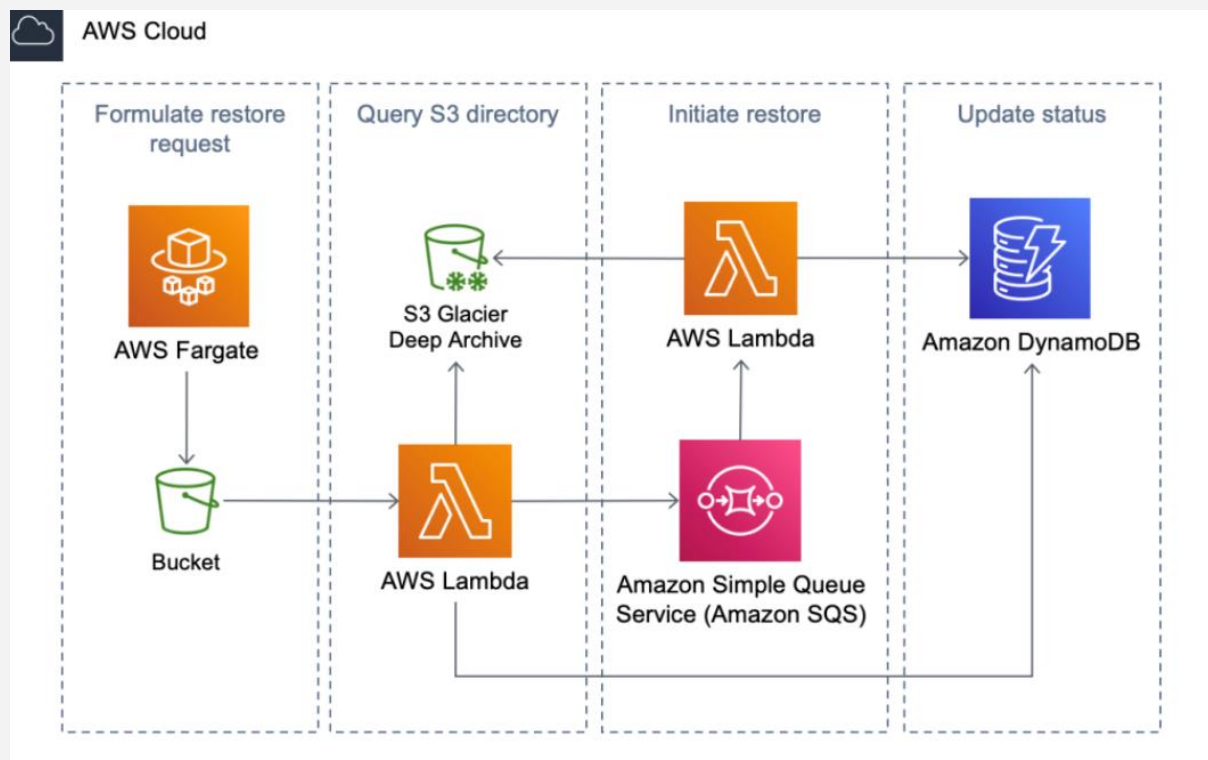 AWS Cloud
Formulate restore
request
Query S3 directory
Initiate restore
Update status
AWS Fargate
S3 Glacier
Deep Archive
AWS Lambda
Amazon DynamoDB
Bucket
AWS Lambda
Amazon Simple Queue
Service (Amazon SQS)